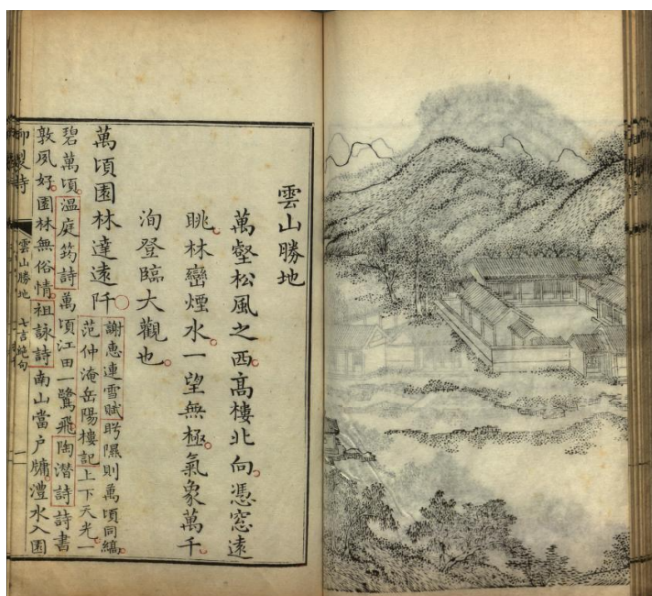 雲山勝地
萬壑松風之西高樓北向憑窓遠
眺林巒煙水一望無極氣象萬千
洵登臨大觀也
萬頃園林達遠阡
謝惠連雪賦眄隰則萬頃同縞
范仲淹岳陽樓記上下天光一
碧萬頃溫庭筠詩萬頃江田一鷺飛陶潛詩詩書
敦夙好園林無俗情祖詠詩南山當户牖灃水入園
御製詩 雲山勝地 七言絶句